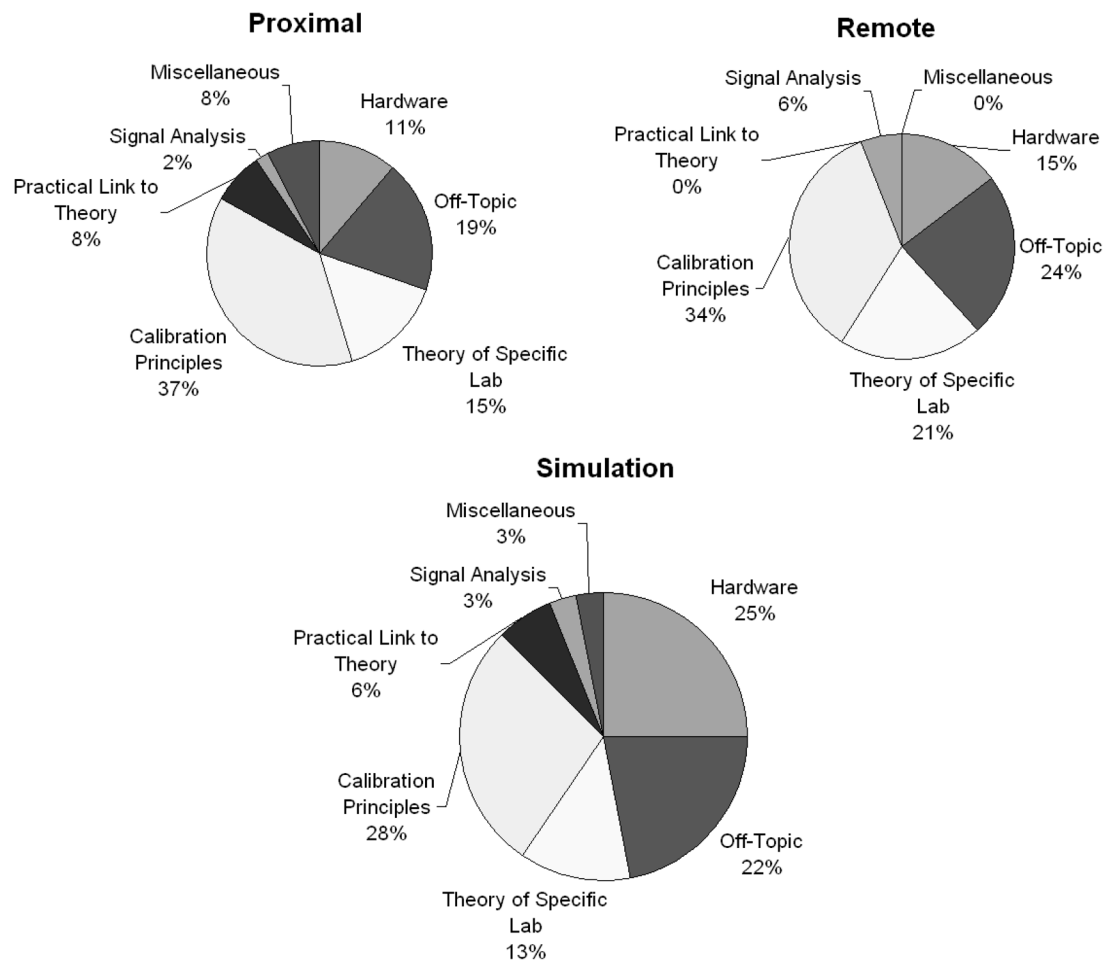 Proximal
Miscellaneous
8%
Hardware
11%
Signal Analysis
2%
Practical Link to
Theory
8%
Off-Topic
19%
Calibration
Principles
37%
Theory of Specific
Lab
15%
Remote
Signal Analysis
6%
Miscellaneous
0%
Practical Link to
Theory
0%
Hardware
15%
Off-Topic
24%
Calibration
Principles
34%
Theory of Specific
Lab
21%
Simulation
Miscellaneous
3%
Signal Analysis
3%
Hardware
25%
Practical Link to
Theory
6%
Calibration
Principles
28%
Off-Topic
22%
Theory of Specific
Lab
13%